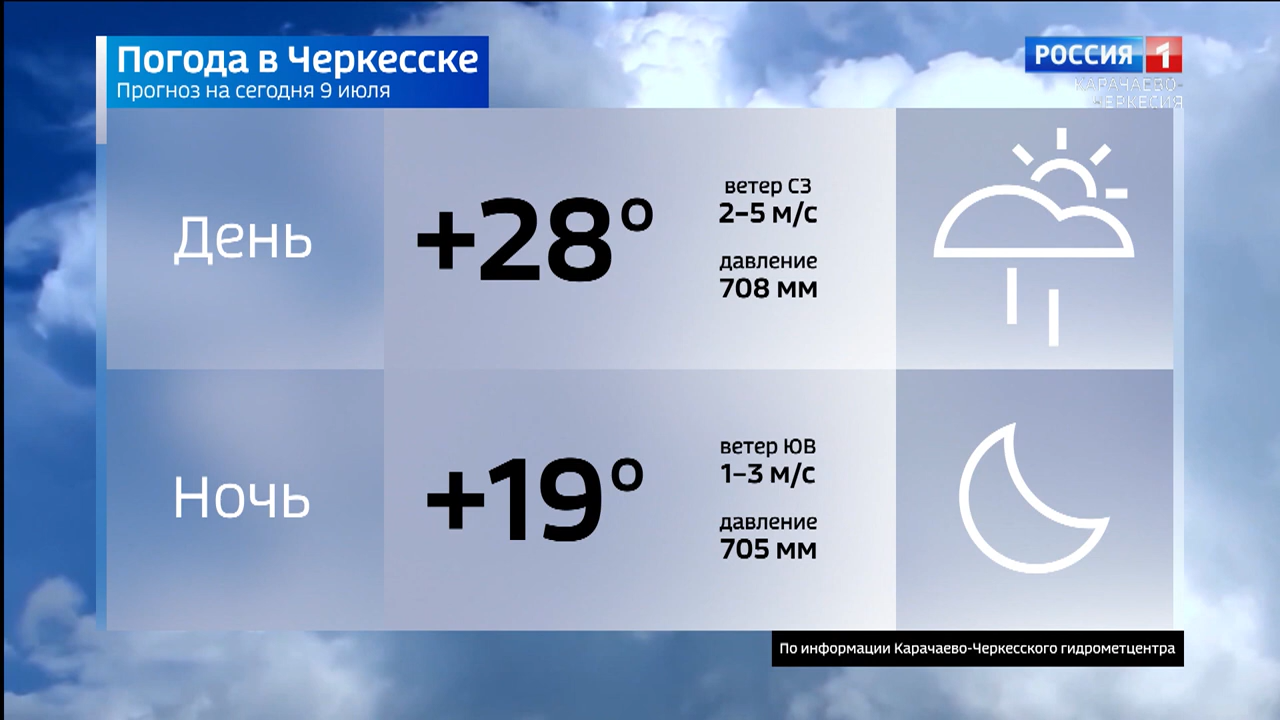 Погода в Черкесске
Прогноз на сегодня 9 июля
РОССИЯ 1
КАРАЧАЕВО-
ЧЕРКЕСИЯ
День
+28°
ветер СЗ
2–5 м/с
давление
708 мм
Ночь
+19°
ветер ЮВ
1–3 м/с
давление
705 мм
По информации Карачаево-Черкесского гидрометцентра